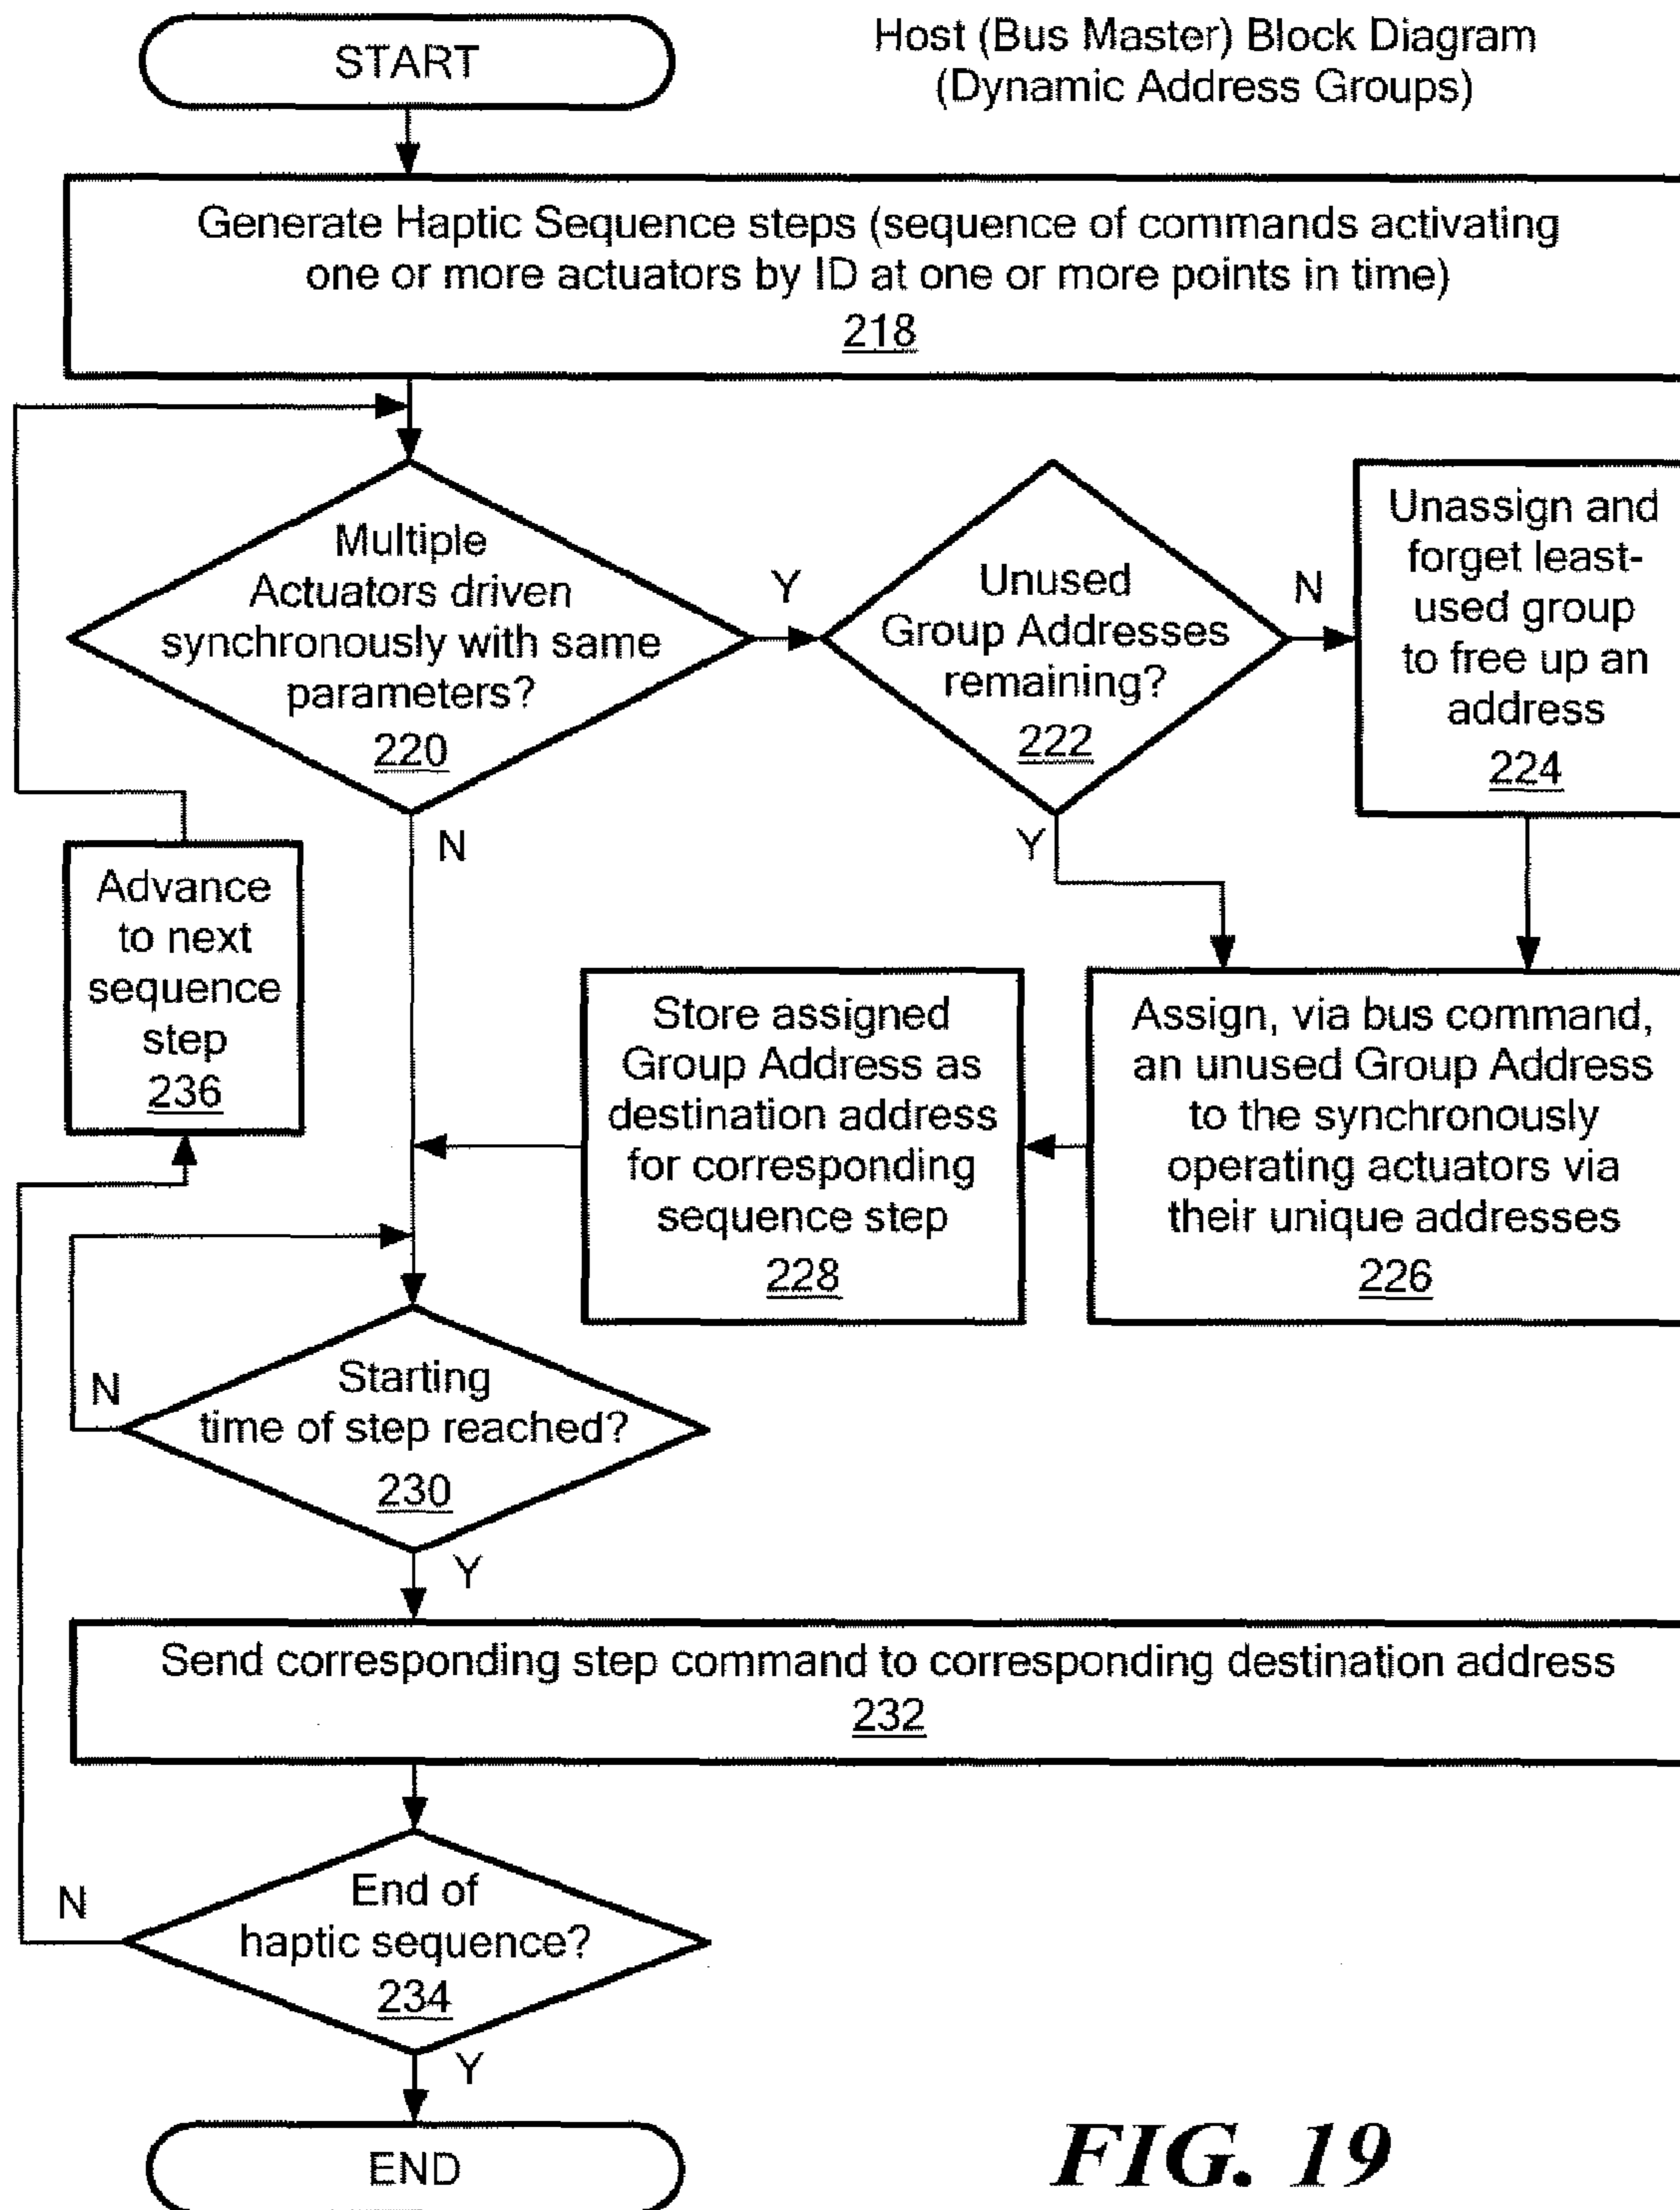 START
Host (Bus Master) Block Diagram
(Dynamic Address Groups)
Generate Haptic Sequence steps (sequence of commands activating
one or more actuators by ID at one or more points in time)
218
Multiple
Actuators driven
synchronously with same
parameters?
220
Y
Unused
Group Addresses
remaining?
222
N
Unassign and
forget least-
used group
to free up an
address
224
N
Y
Advance
to next
sequence
step
236
Store assigned
Group Address as
destination address
for corresponding
sequence step
228
Assign, via bus command,
an unused Group Address
to the synchronously
operating actuators via
their unique addresses
226
N
Starting
time of step reached?
230
Y
Send corresponding step command to corresponding destination address
232
N
End of
haptic sequence?
234
Y
END
FIG. 19